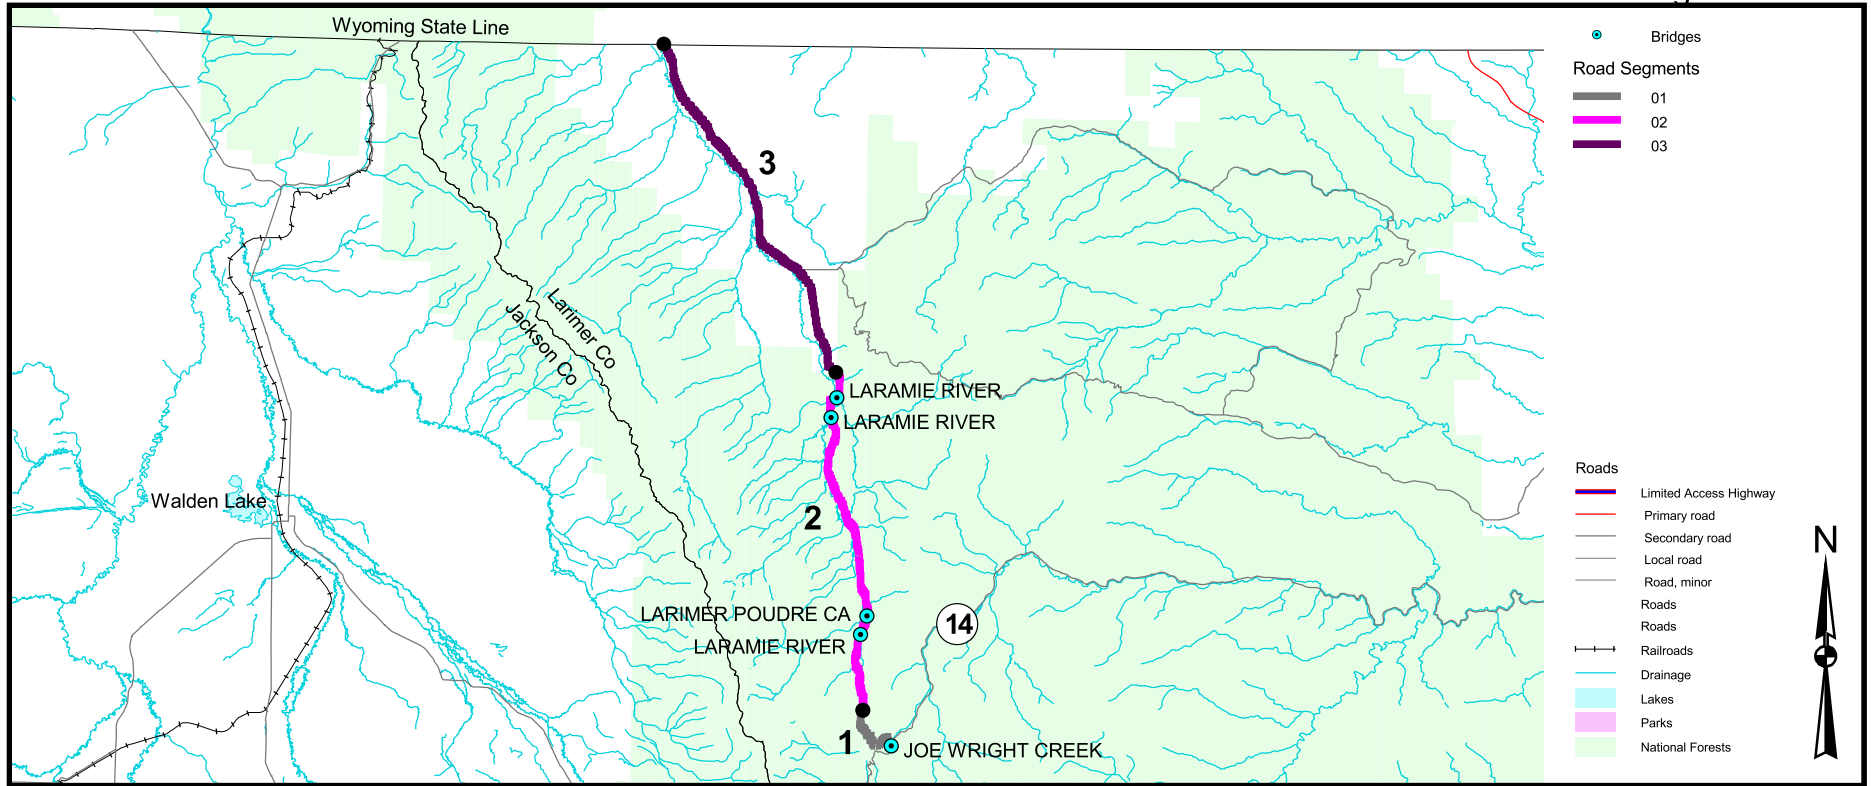 Wyoming State Line
3
Larimer Co
Jackson Co
LARAMIE RIVER
LARAMIE RIVER
Walden Lake
2
LARIMER POUDRE CA
14
LARAMIE RIVER
1
JOE WRIGHT CREEK
Bridges
Road Segments
01
02
03
Roads
Limited Access Highway
Primary road
Secondary road
Local road
Road, minor
Roads
Roads
Railroads
Drainage
Lakes
Parks
National Forests
N